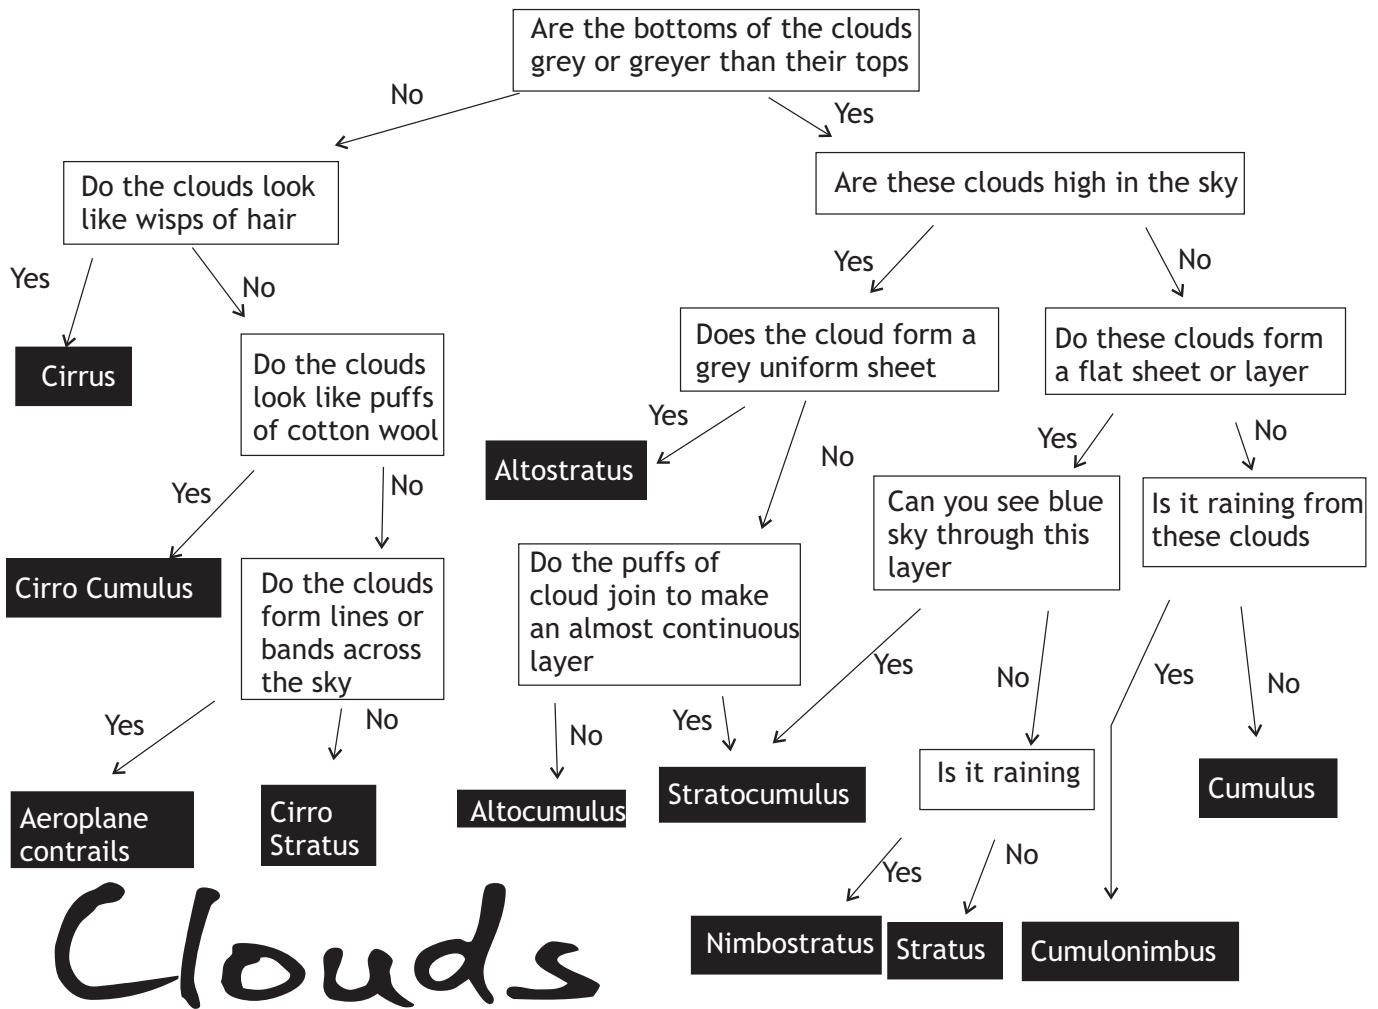 Are the bottoms of the clouds
grey or greyer than their tops
No
Yes
Do the clouds look
like wisps of hair
Are these clouds high in the sky
Yes
No
Yes
No
Cirrus
Do the clouds
look like puffs
of cotton wool
Does the cloud form a
grey uniform sheet
Do these clouds form
a flat sheet or layer
Yes
No
Yes
No
Yes
No
Altostratus
Can you see blue
sky through this
layer
Is it raining from
these clouds
Cirro Cumulus
Do the clouds
form lines or
bands across
the sky
Do the puffs of
cloud join to make
an almost continuous
layer
Yes
No
Yes
No
Yes
No
No
Yes
Aeroplane
contrails
Cirro
Stratus
Altocumulus
Stratocumulus
Is it raining
Cumulus
Yes
No
Nimbostratus
Stratus
Cumulonimbus
Clouds